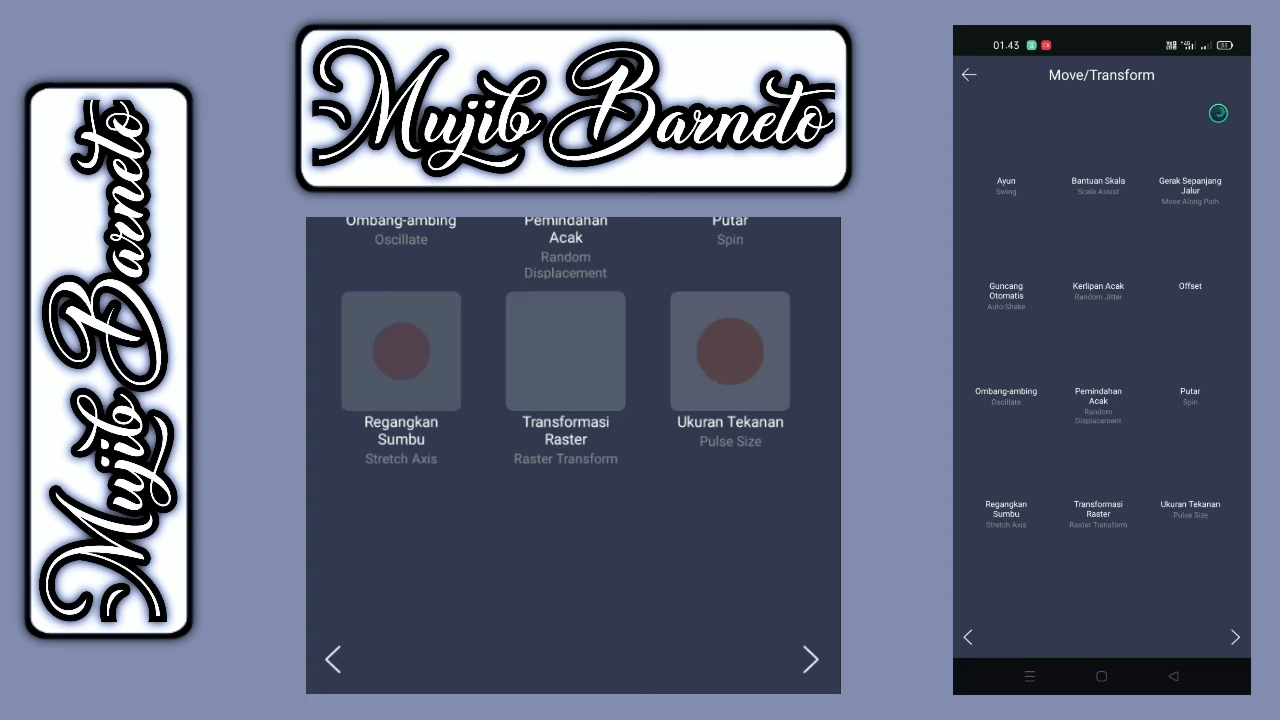 Mujib Barneto
Mujib Barneto
Ombang-ambing
Oscillate
Pemindahan
Acak
Random
Displacement
Putar
Spin
Regangkan
Sumbu
Stretch Axis
Transformasi
Raster
Raster Transform
Ukuran Tekanan
Pulse Size
01.43
33
Move/Transform
Ayun
Swing
Bantuan Skala
Scale Assist
Gerak Sepanjang
Jalur
Move Along Path
Guncang
Otomatis
Auto-Shake
Kerlipan Acak
Random Jitter
Offset
Ombang-ambing
Oscillate
Pemindahan
Acak
Random
Displacement
Putar
Spin
Regangkan
Sumbu
Stretch Axis
Transformasi
Raster
Raster Transform
Ukuran Tekanan
Pulse Size